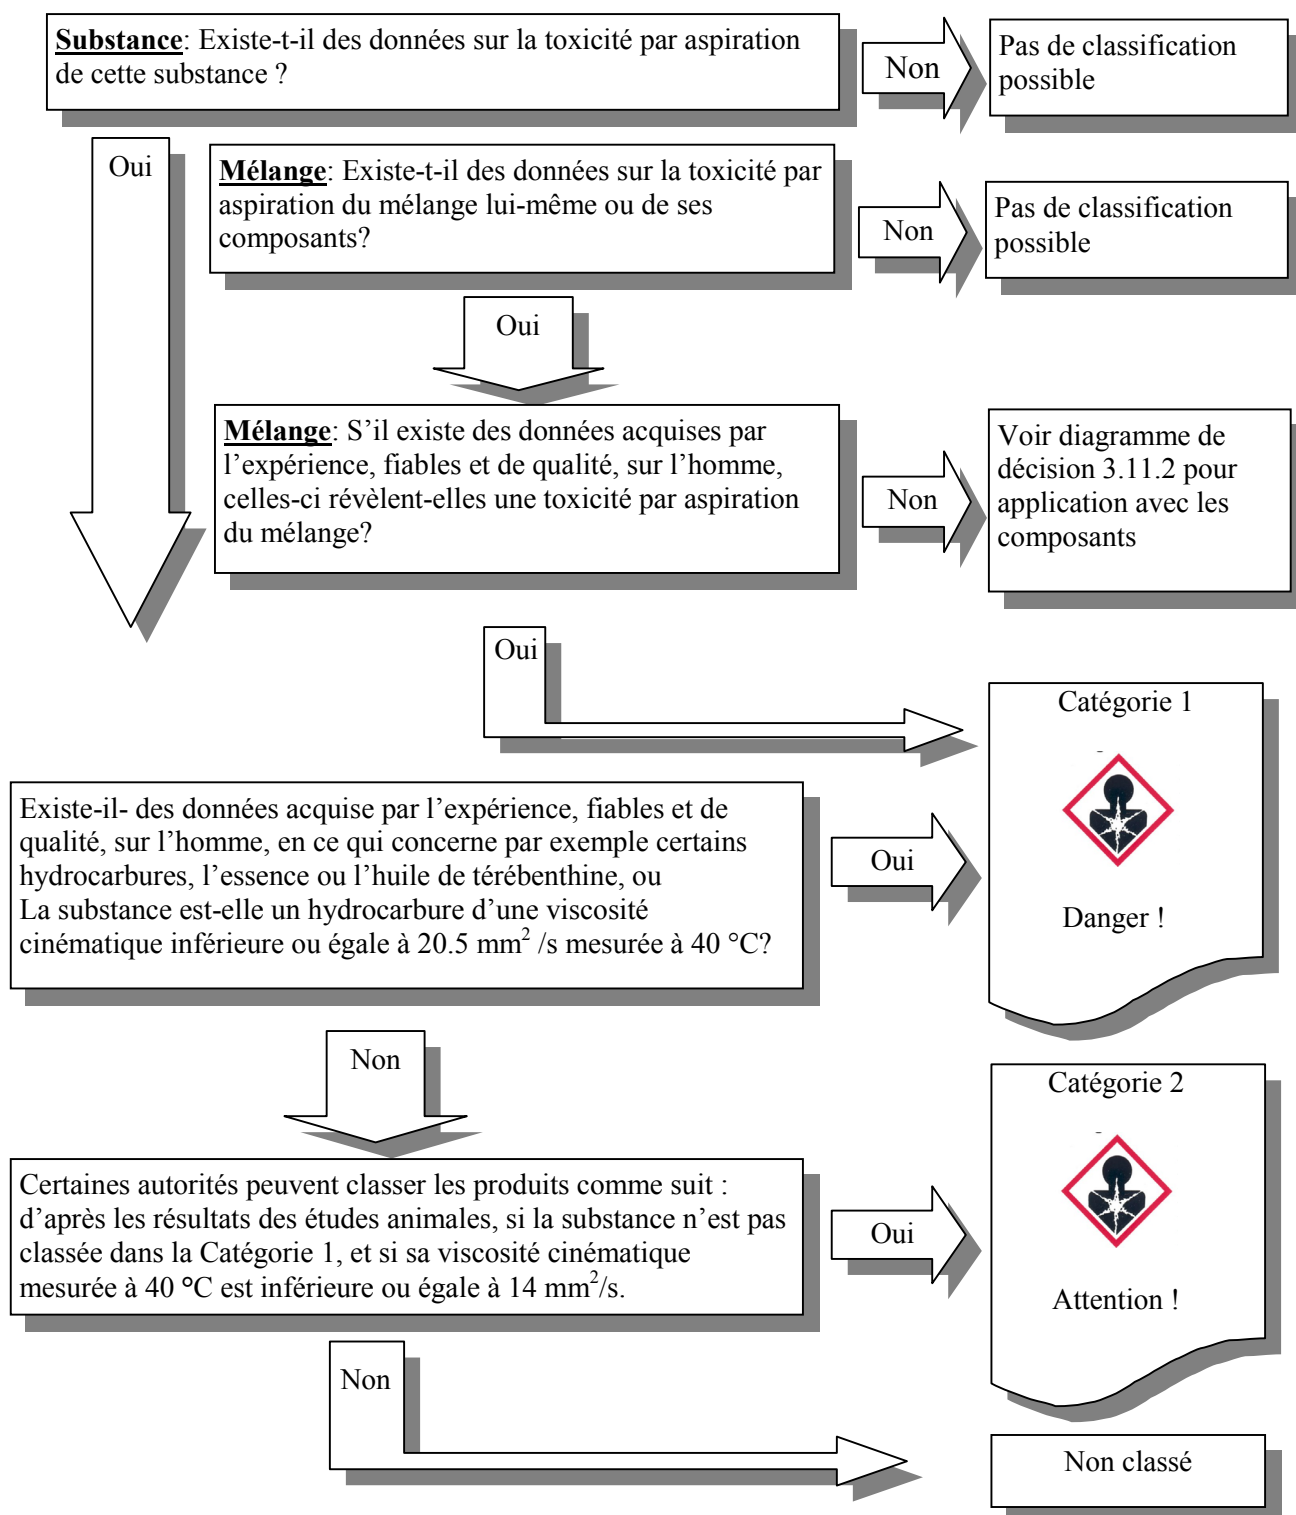 Substance: Existe-t-il des données sur la toxicité par aspiration
de cette substance ?
Non
Pas de classification
possible
Oui
Mélange: Existe-t-il des données sur la toxicité par
aspiration du mélange lui-même ou de ses
composants?
Non
Pas de classification
possible
Oui
Mélange: S’il existe des données acquises par
l’expérience, fiables et de qualité, sur l’homme,
celles-ci révèlent-elles une toxicité par aspiration
du mélange?
Non
Voir diagramme de
décision 3.11.2 pour
application avec les
composants
Oui
Catégorie 1
Danger !
Existe-il- des données acquise par l’expérience, fiables et de
qualité, sur l’homme, en ce qui concerne par exemple certains
hydrocarbures, l’essence ou l’huile de térébenthine, ou
La substance est-elle un hydrocarbure d’une viscosité
cinématique inférieure ou égale à 20.5 mm² /s mesurée à 40 °C?
Oui
Non
Catégorie 2
Attention !
Certaines autorités peuvent classer les produits comme suit :
d’après les résultats des études animales, si la substance n’est pas
classée dans la Catégorie 1, et si sa viscosité cinématique
mesurée à 40 °C est inférieure ou égale à 14 mm²/s.
Oui
Non
Non classé